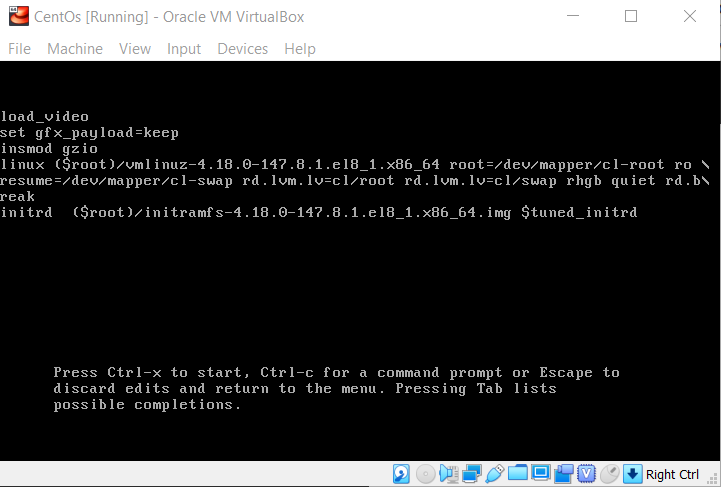 CentOs [Running] - Oracle VM VirtualBox
File Machine View Input Devices Help
load_video
set gfx_payload=keep
insmod gzio
linux ($root)/vmlinuz-4.18.0-147.8.1.el8_1.x86_64 root=/dev/mapper/cl-root ro \
resume=/dev/mapper/cl-swap rd.lvm.lv=cl/root rd.lvm.lv=cl/swap rhgb quiet rd.b\
reak
initrd  ($root)/initramfs-4.18.0-147.8.1.el8_1.x86_64.img $tuned_initrd
Press Ctrl-x to start, Ctrl-c for a command prompt or Escape to
discard edits and return to the menu. Pressing Tab lists
possible completions.
Right Ctrl